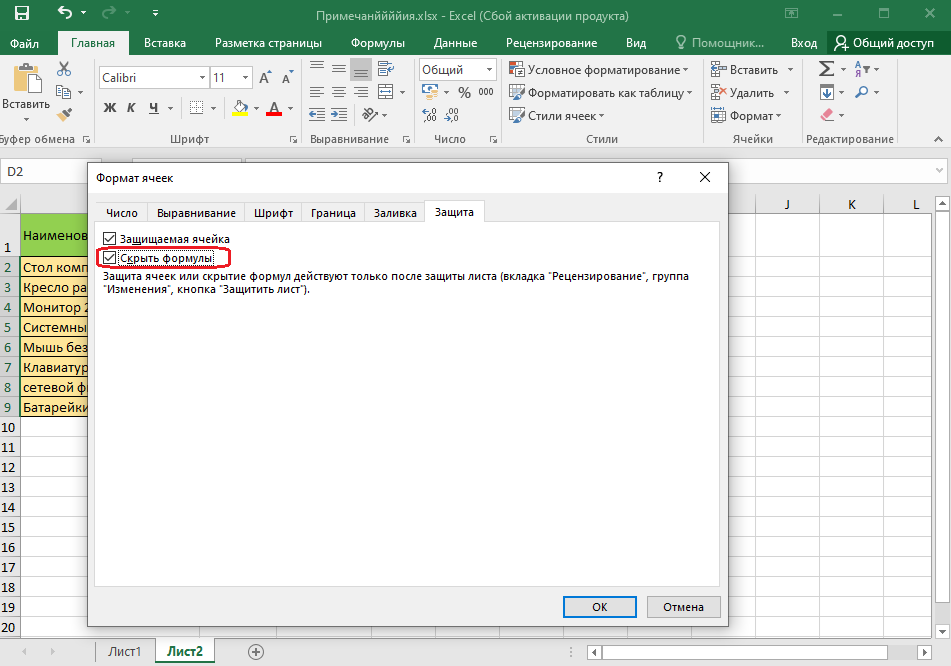 Примечанййййия.xlsx - Excel (Сбой активации продукта)
Файл Главная Вставка Разметка страницы Формулы Данные Рецензирование Вид Помощник... Вход Общий доступ
Вставить
Calibri 11
Ж К Ч А
Общий
% 000
Условное форматирование
Форматировать как таблицу
Стили ячеек
Вставить
Удалить
Формат
Буфер обмена Шрифт Выравнивание Число Стили Ячейки Редактирование
D2
Формат ячеек ?
Число Выравнивание Шрифт Граница Заливка Защита
Защищаемая ячейка
Скрыть формулы
Защита ячеек или скрытие формул действуют только после защиты листа (вкладка "Рецензирование", группа
"Изменения", кнопка "Защитить лист").
ОК Отмена
J K L
1 Наименов
2 Стол комп
3 Кресло ра
4 Монитор 2
5 Системны
6 Мышь без
7 Клавиатур
8 сетевой ф
9 Батарейки
10
11
12
13
14
15
16
17
18
19
20
Лист1 Лист2